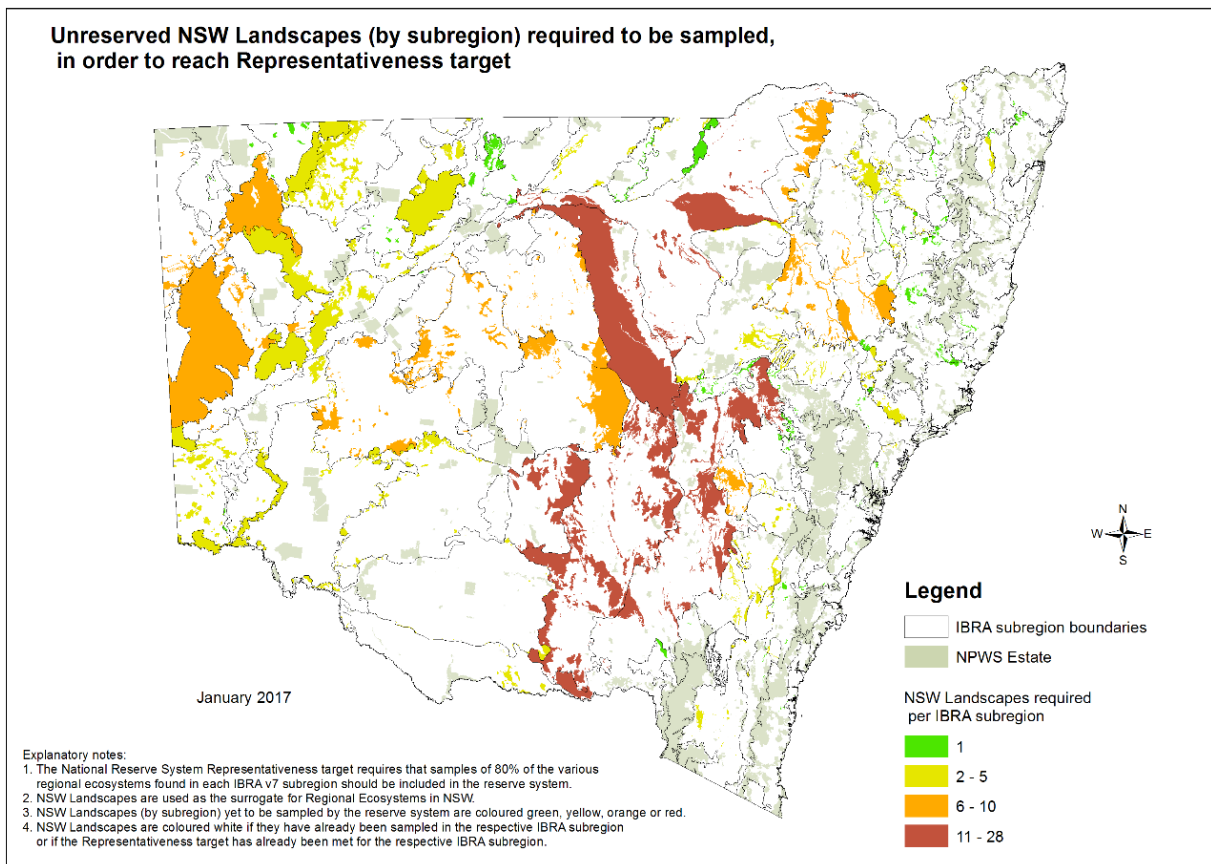 Unreserved NSW Landscapes (by subregion) required to be sampled,
in order to reach Representativeness target
N
W
E
S
Legend
IBRA subregion boundaries
NPWS Estate
NSW Landscapes required
per IBRA subregion
1
2 - 5
6 - 10
11 - 28
January 2017
Explanatory notes:
1. The National Reserve System Representativeness target requires that samples of 80% of the various
regional ecosystems found in each IBRA v7 subregion should be included in the reserve system.
2. NSW Landscapes are used as the surrogate for Regional Ecosystems in NSW.
3. NSW Landscapes (by subregion) yet to be sampled by the reserve system are coloured green, yellow, orange or red.
4. NSW Landscapes are coloured white if they have already been sampled in the respective IBRA subregion
or if the Representativeness target has already been met for the respective IBRA subregion.